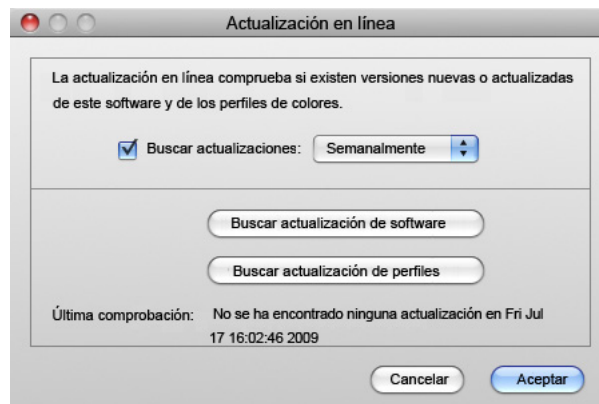 Actualización en línea
La actualización en línea comprueba si existen versiones nuevas o actualizadas
de este software y de los perfiles de colores.
Buscar actualizaciones: Semanalmente
Buscar actualización de software
Buscar actualización de perfiles
Última comprobación: No se ha encontrado ninguna actualización en Fri Jul
17 16:02:46 2009
Cancelar Aceptar